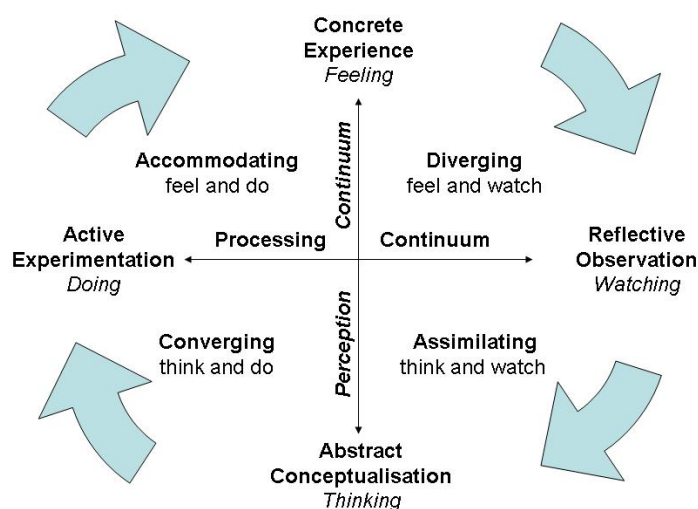 Concrete
Experience
Feeling
Accommodating
feel and do
Continuum
Diverging
feel and watch
Active
Experimentation
Doing
Processing
Continuum
Reflective
Observation
Watching
Converging
think and do
Perception
Assimilating
think and watch
Abstract
Conceptualisation
Thinking